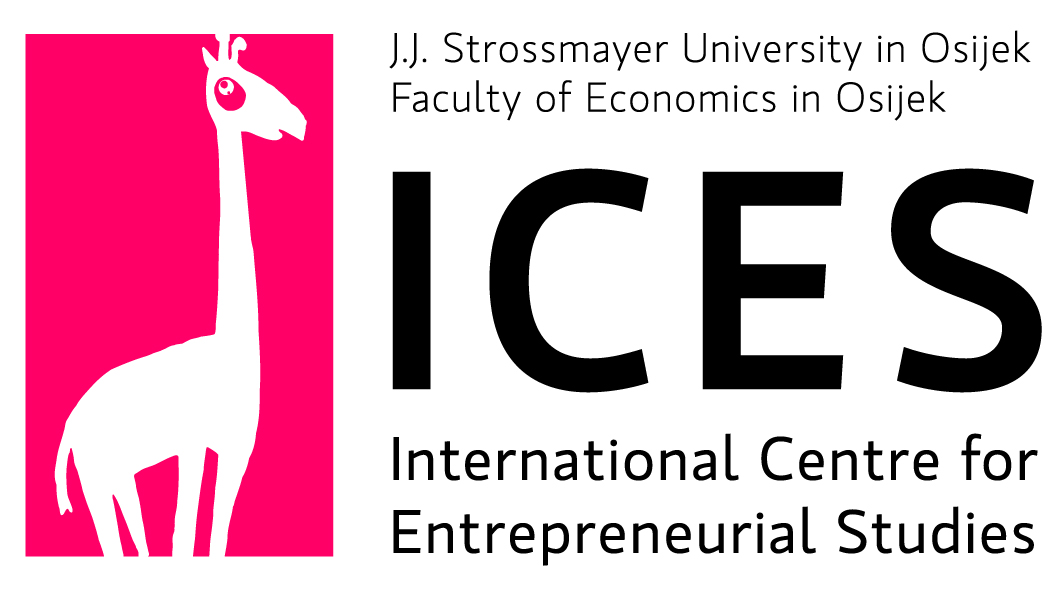 J.J. Strossmayer University in Osijek
Faculty of Economics in Osijek
ICES
International Centre for
Entrepreneurial Studies